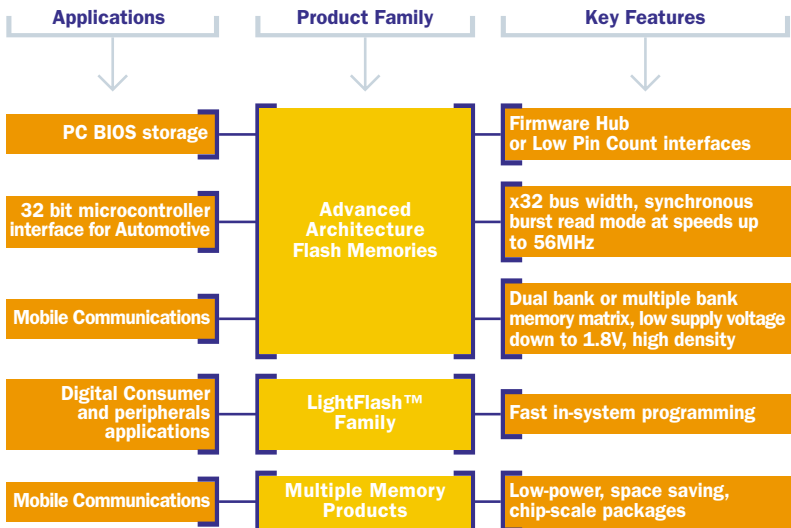 Applications
Product Family
Key Features
PC BIOS storage
Advanced
Architecture
Flash Memories
Firmware Hub
or Low Pin Count interfaces
32 bit microcontroller
interface for Automotive
x32 bus width, synchronous
burst read mode at speeds up
to 56MHz
Mobile Communications
Dual bank or multiple bank
memory matrix, low supply voltage
down to 1.8V, high density
Digital Consumer
and peripherals
applications
LightFlash™
Family
Fast in-system programming
Mobile Communications
Multiple Memory
Products
Low-power, space saving,
chip-scale packages